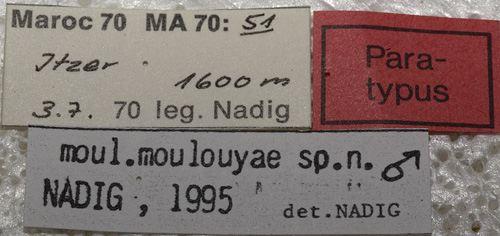 Maroc 70 MA 70: 51
Itzer
1600 m
3.7. 70 leg. Nadig
Para-
typus
moul.moulouyae sp.n. ♂
NADIG, 1995
det.NADIG